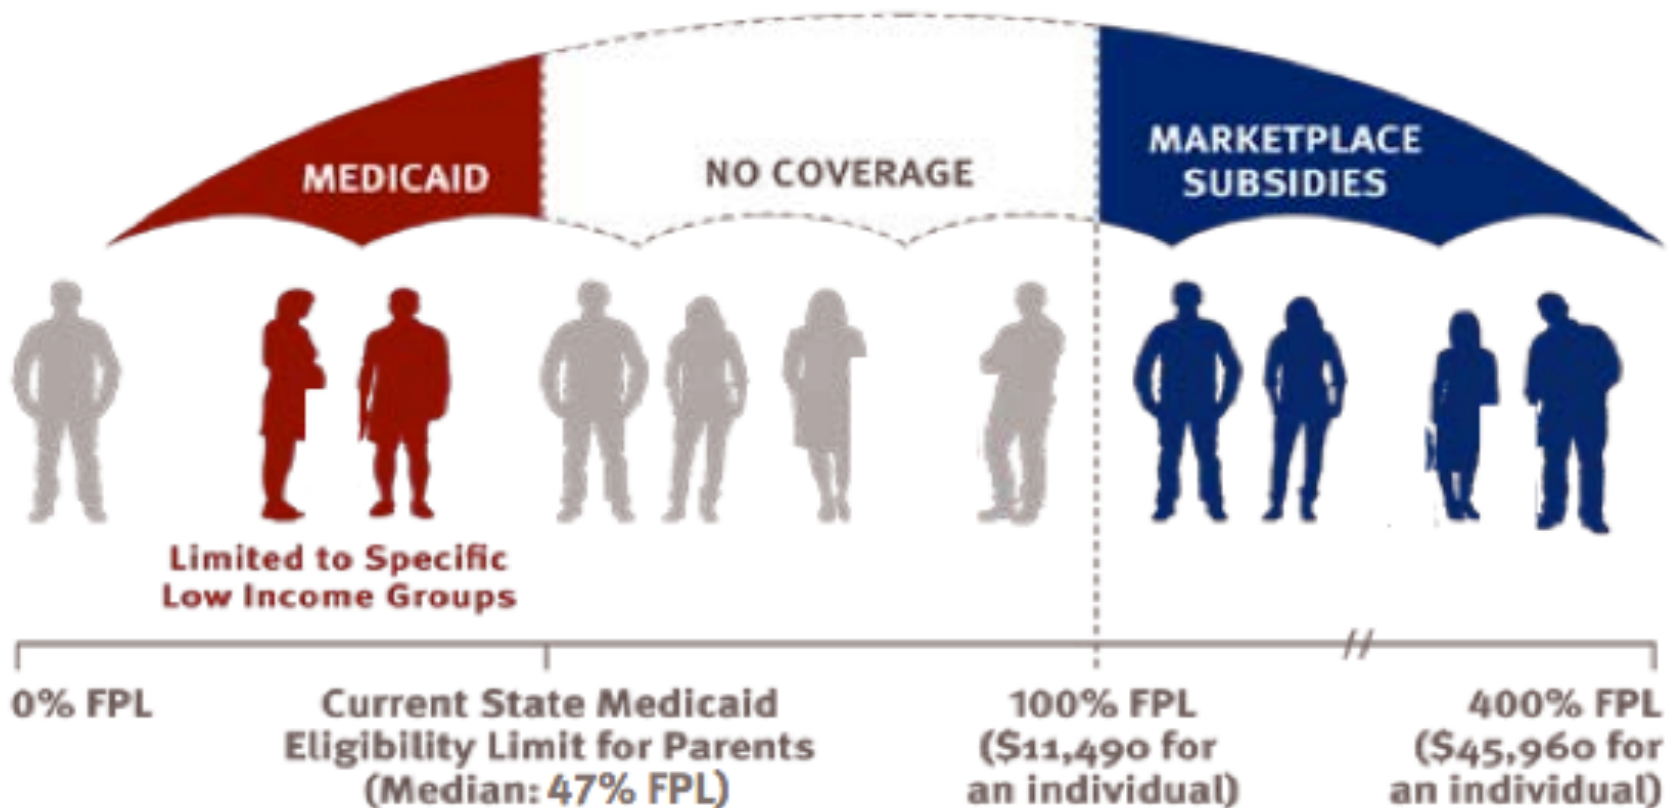 MEDICAID
NO COVERAGE
MARKETPLACE
SUBSIDIES
Limited to Specific
Low Income Groups
0% FPL
Current State Medicaid
Eligibility Limit for Parents
(Median: 47% FPL)
100% FPL
($11,490 for
an individual)
400% FPL
($45,960 for
an individual)